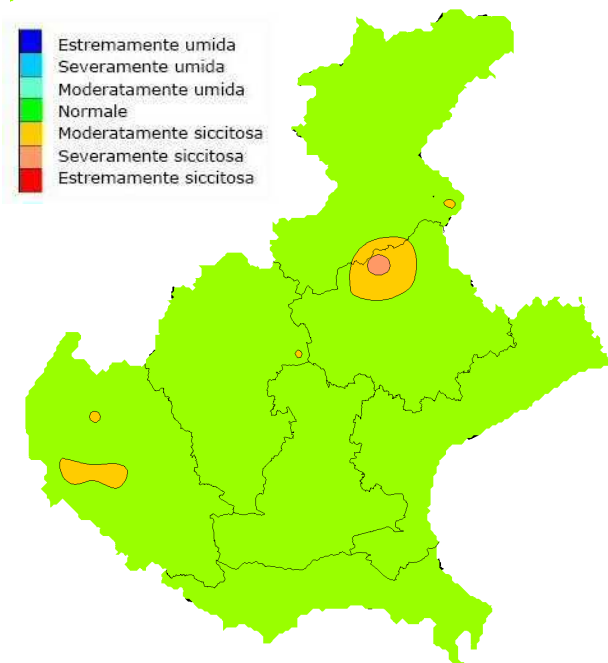 Estremamente umida
Severamente umida
Moderatamente umida
Normale
Moderatamente siccitosa
Severamente siccitosa
Estremamente siccitosa